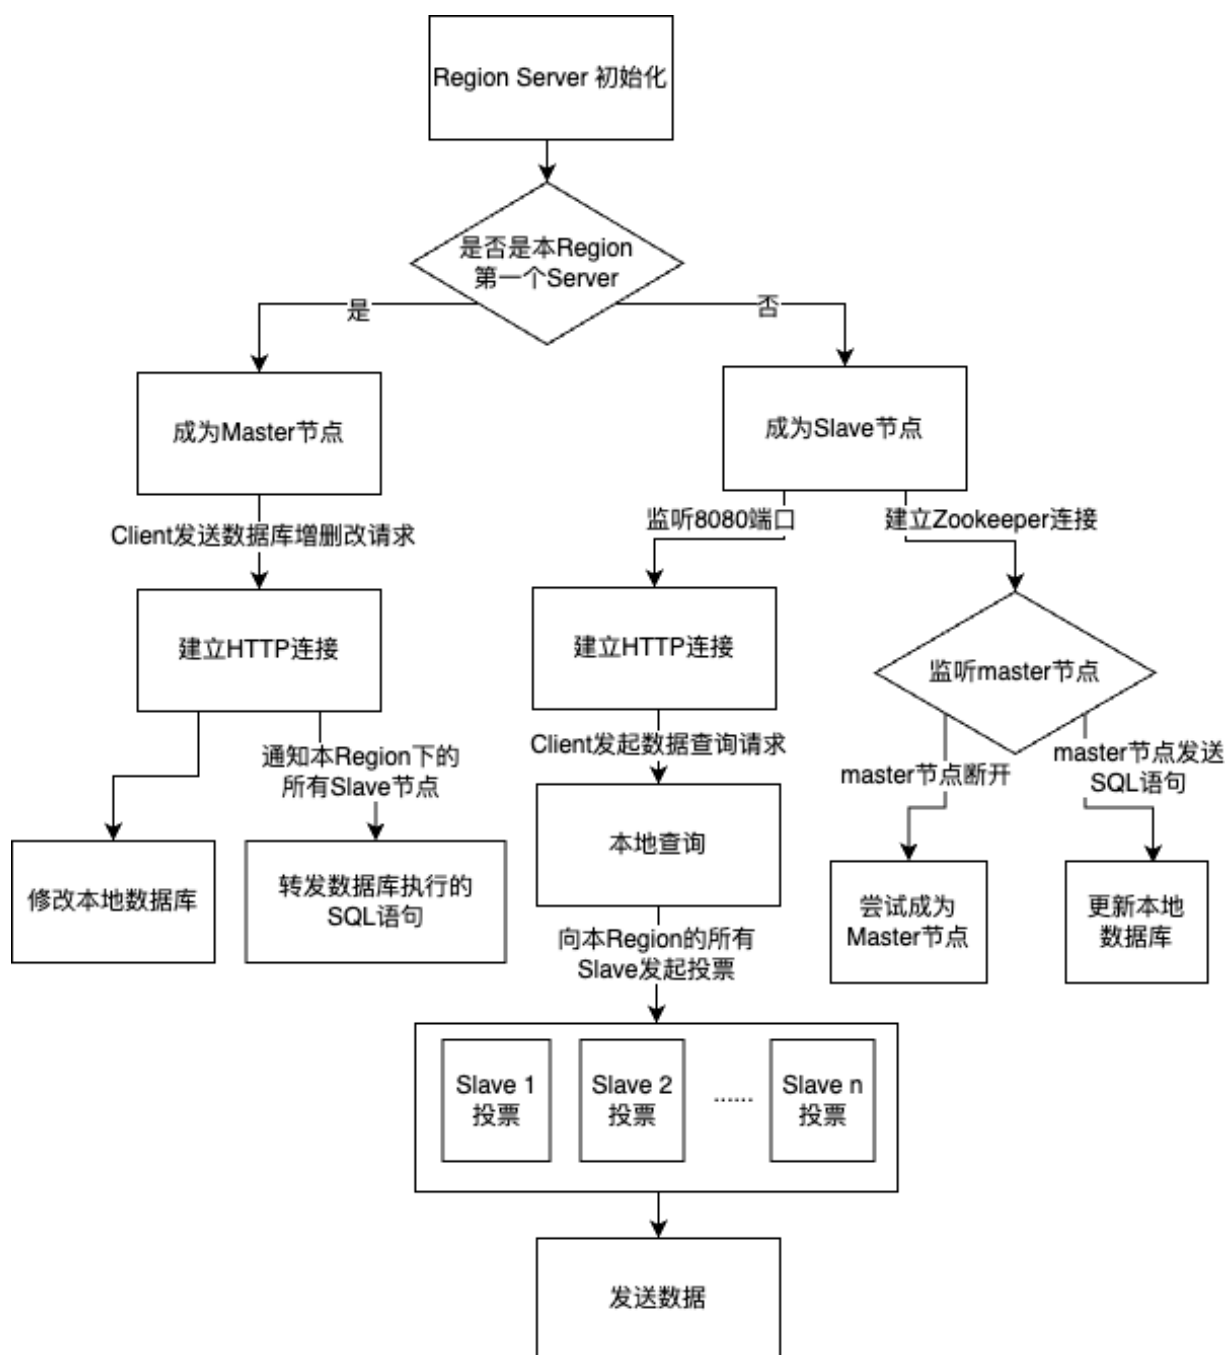 Region Server 初始化
是否是本Region
第一个Server
是
否
成为Master节点
成为Slave节点
Client发送数据库增删改请求
监听8080端口
建立Zookeeper连接
建立HTTP连接
建立HTTP连接
监听master节点
通知本Region下的
所有Slave节点
Client发起数据查询请求
master节点断开
master节点发送
SQL语句
修改本地数据库
转发数据库执行的
SQL语句
本地查询
尝试成为
Master节点
更新本地
数据库
向本Region的所有
Slave发起投票
Slave 1
投票
Slave 2
投票
......
Slave n
投票
发送数据